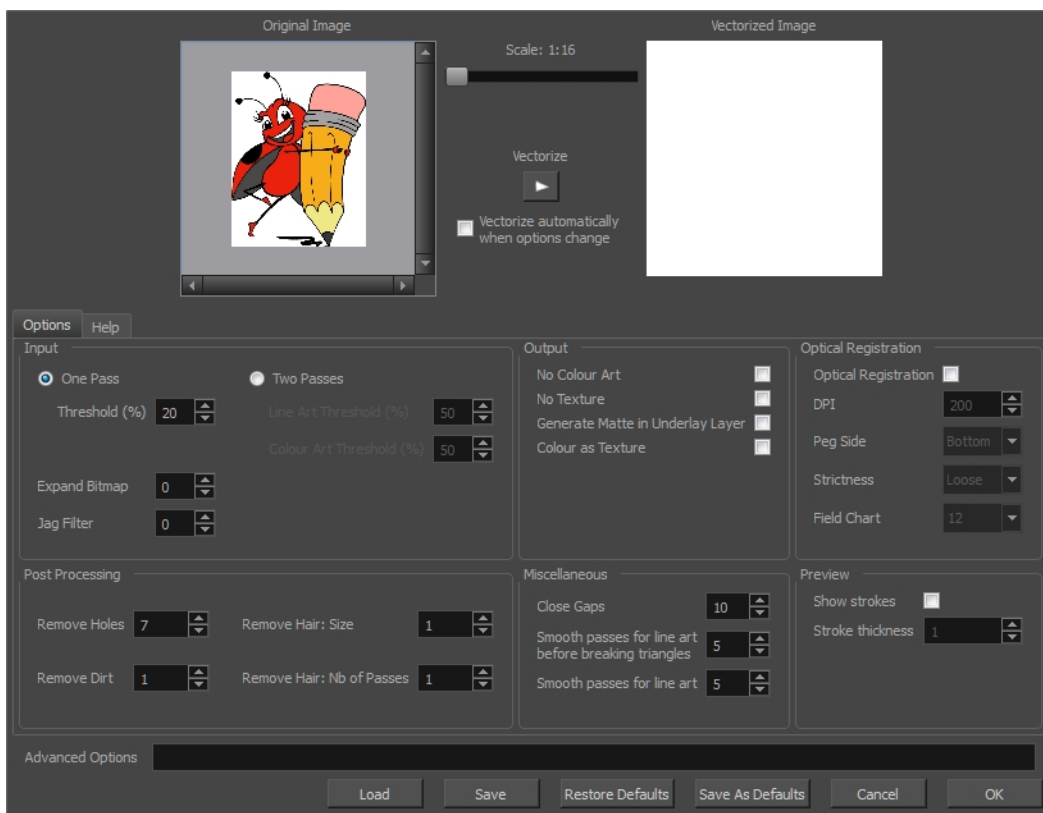 Original Image
Vectorized Image
Scale: 1:16
Vectorize
Vectorize automatically
when options change
Options
Help
Input
One Pass
Two Passes
Threshold (%) 20
Line Art Threshold (%) 50
Colour Art Threshold (%) 50
Expand Bitmap 0
Jag Filter 0
Output
No Colour Art
No Texture
Generate Matte in Underlay Layer
Colour as Texture
Optical Registration
Optical Registration
DPI 200
Peg Side Bottom
Strictness Loose
Field Chart 12
Post Processing
Remove Holes 7
Remove Hair: Size 1
Remove Dirt 1
Remove Hair: Nb of Passes 1
Miscellaneous
Close Gaps 10
Smooth passes for line art
before breaking triangles 5
Smooth passes for line art 5
Preview
Show strokes
Stroke thickness 1
Advanced Options
Load
Save
Restore Defaults
Save As Defaults
Cancel
OK